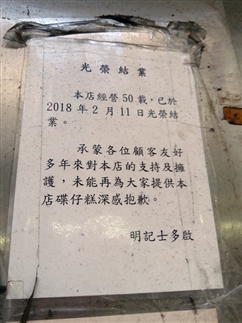 光榮結業
本店經營50載，已於
2018年2月11日光榮結
業。
承蒙各位顧客友好
多年來對本店的支持及擁
護，未能再為大家提供本
店碟仔糕深感抱歉。
明記士多啟